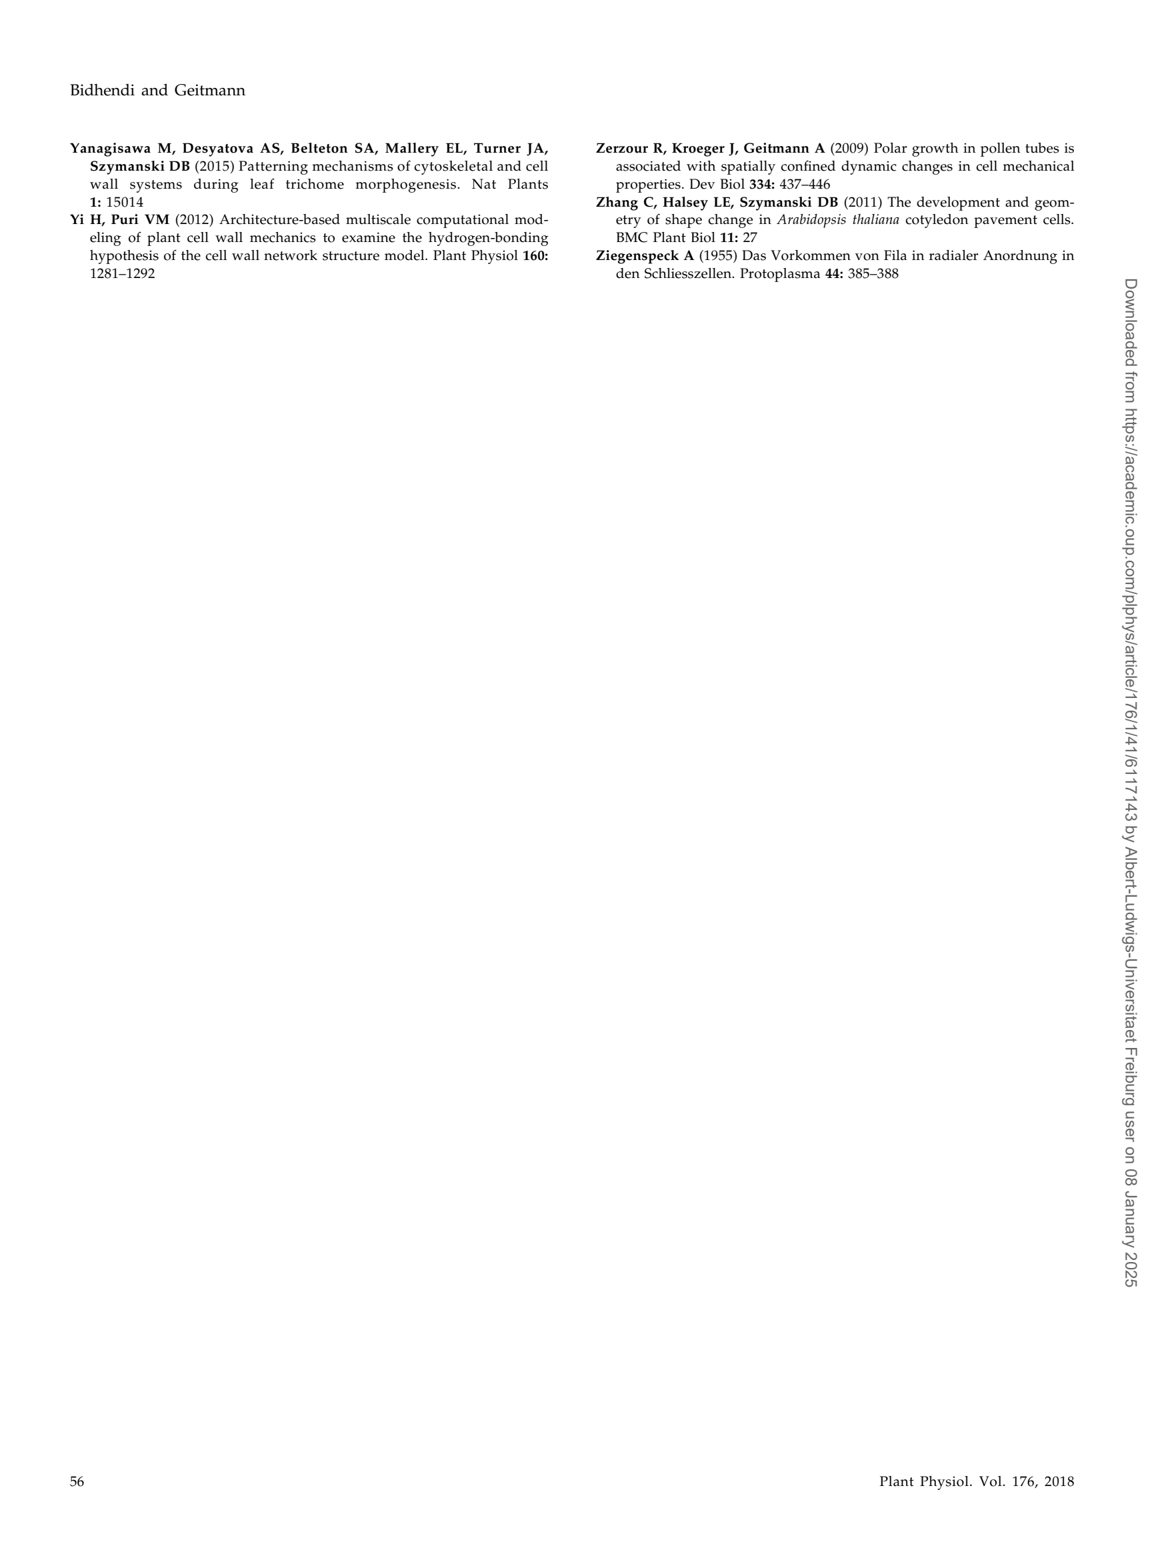 Bidhendi and Geitmann
Yanagisawa M, Desyatova AS, Belteton SA, Mallery EL, Turner JA,
Szymanski DB (2015) Patterning mechanisms of cytoskeletal and cell
wall systems during leaf trichome morphogenesis. Nat Plants
1: 15014
Yi H, Puri VM (2012) Architecture-based multiscale computational mod-
eling of plant cell wall mechanics to examine the hydrogen-bonding
hypothesis of the cell wall network structure model. Plant Physiol 160:
1281–1292
Zerzour R, Kroeger J, Geitmann A (2009) Polar growth in pollen tubes is
associated with spatially confined dynamic changes in cell mechanical
properties. Dev Biol 334: 437–446
Zhang C, Halsey LE, Szymanski DB (2011) The development and geom-
etry of shape change in Arabidopsis thaliana cotyledon pavement cells.
BMC Plant Biol 11: 27
Ziegenspeck A (1955) Das Vorkommen von Fila in radialer Anordnung in
den Schliesszellen. Protoplasma 44: 385–388
Downloaded from https://academic.oup.com/plphys/article/176/1/41/6117143 by Albert-Ludwigs-Universitaet Freiburg user on 08 January 2025
56
Plant Physiol. Vol. 176, 2018